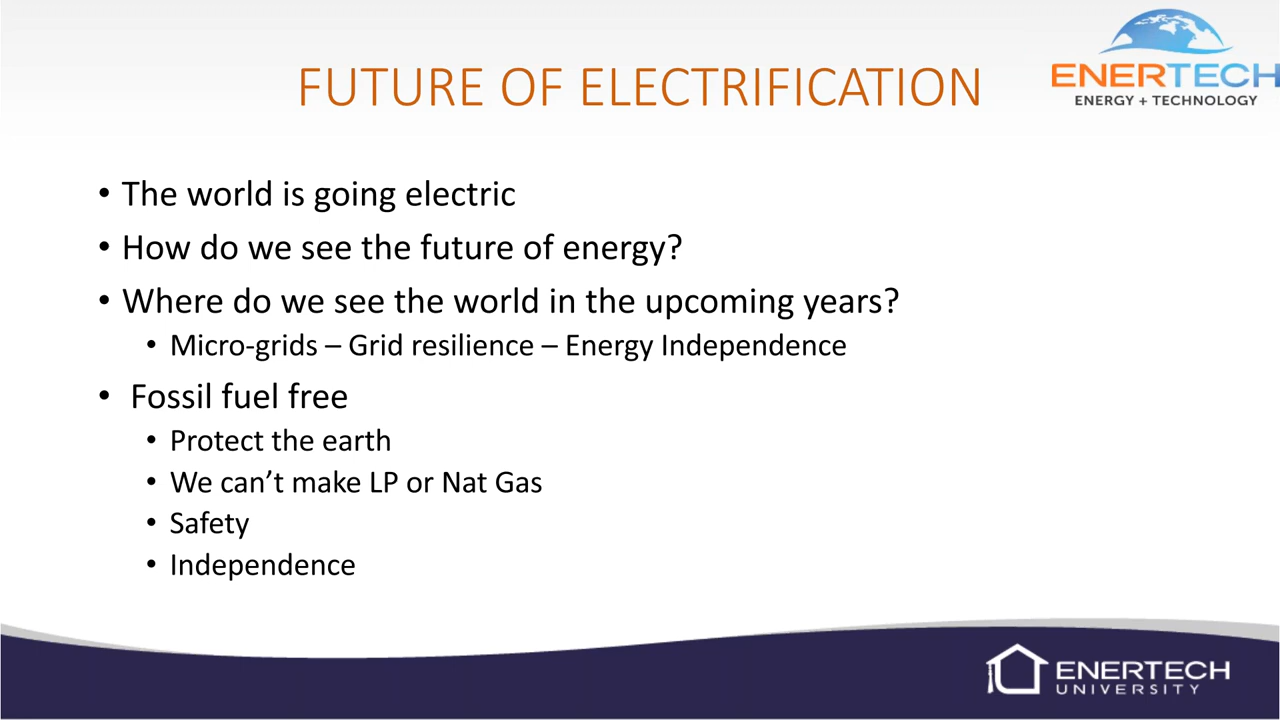 ENERTECH
ENERGY + TECHNOLOGY
FUTURE OF ELECTRIFICATION
• The world is going electric
• How do we see the future of energy?
• Where do we see the world in the upcoming years?
• Micro-grids – Grid resilience – Energy Independence
• Fossil fuel free
• Protect the earth
• We can’t make LP or Nat Gas
• Safety
• Independence
ENERTECH
UNIVERSITY